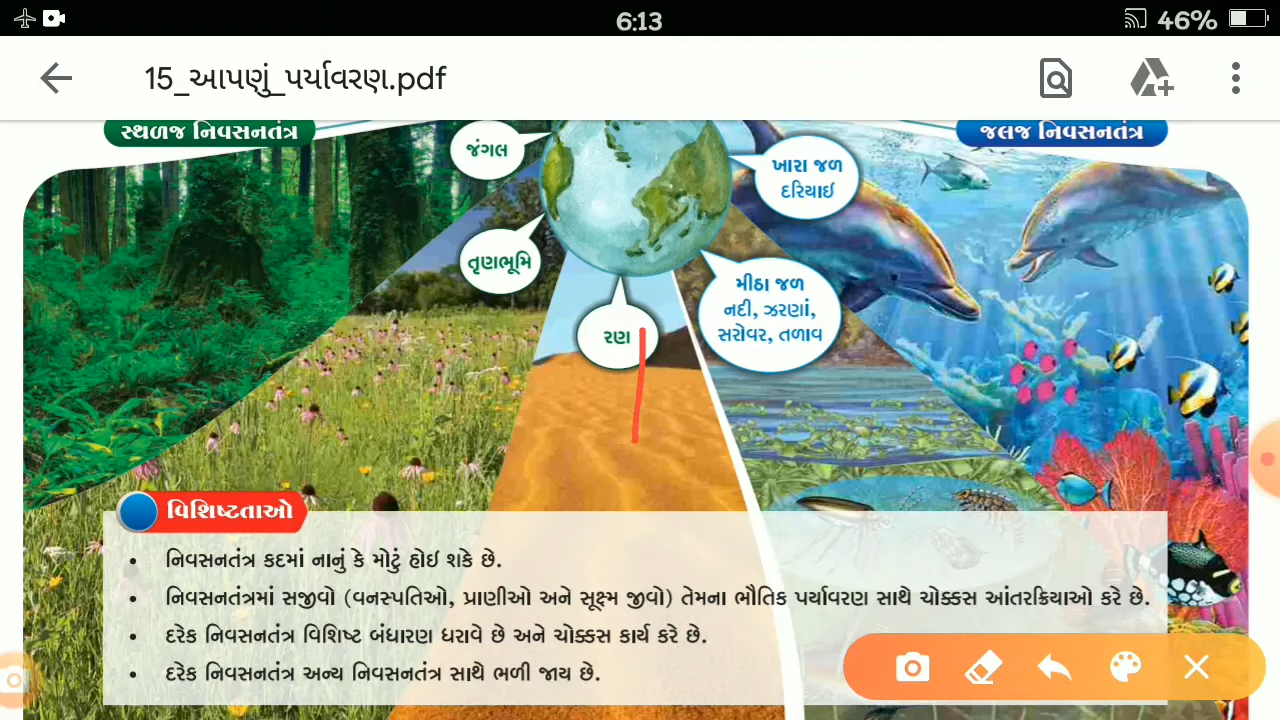 6:13
46%
15_આપણું_પર્યાવરણ.pdf
સ્થળજ નિવસનતંત્ર
જલજ નિવસનતંત્ર
જંગલ
ખારા જળ
દરિયાઈ
તૃણભૂમિ
મીઠા જળ
નદી, ઝરણાં,
સરોવર, તળાવ
રણ
વિશિષ્ટતાઓ
• નિવસનતંત્ર કદમાં નાનું કે મોટું હોઈ શકે છે.
• નિવસનતંત્રમાં સજીવો (વનસ્પતિઓ, પ્રાણીઓ અને સૂક્ષ્મ જીવો) તેમના ભૌતિક પર્યાવરણ સાથે ચોક્કસ આંતરક્રિયાઓ કરે છે.
• દરેક નિવસનતંત્ર વિશિષ્ટ બંધારણ ધરાવે છે અને ચોક્કસ કાર્ય કરે છે.
• દરેક નિવસનતંત્ર અન્ય નિવસનતંત્ર સાથે ભળી જાય છે.